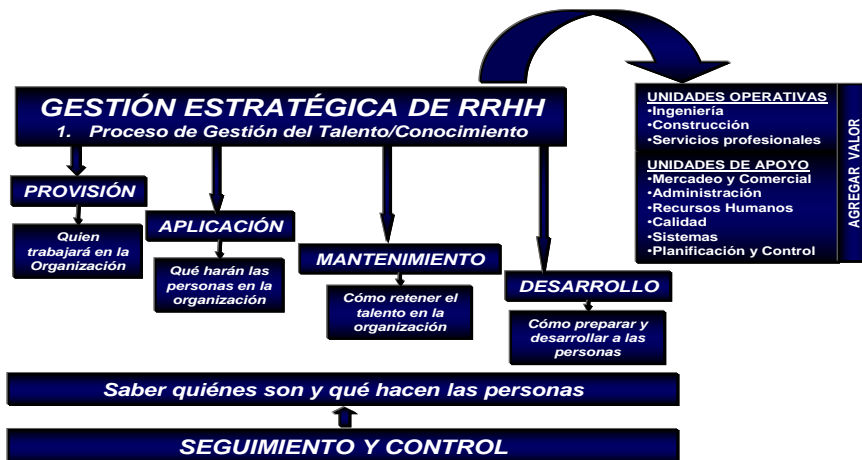 GESTIÓN ESTRATÉGICA DE RRHH
1. Proceso de Gestión del Talento/Conocimiento
PROVISIÓN
Quien
trabajará en la
Organización
APLICACIÓN
Qué harán las
personas en la
organización
MANTENIMIENTO
Cómo retener el
talento en la
organización
DESARROLLO
Cómo preparar y
desarrollar a las
personas
UNIDADES OPERATIVAS
•Ingeniería
•Construcción
•Servicios profesionales
UNIDADES DE APOYO
•Mercadeo y Comercial
•Administración
•Recursos Humanos
•Calidad
•Sistemas
•Planificación y Control
AGREGAR VALOR
Saber quiénes son y qué hacen las personas
SEGUIMIENTO Y CONTROL